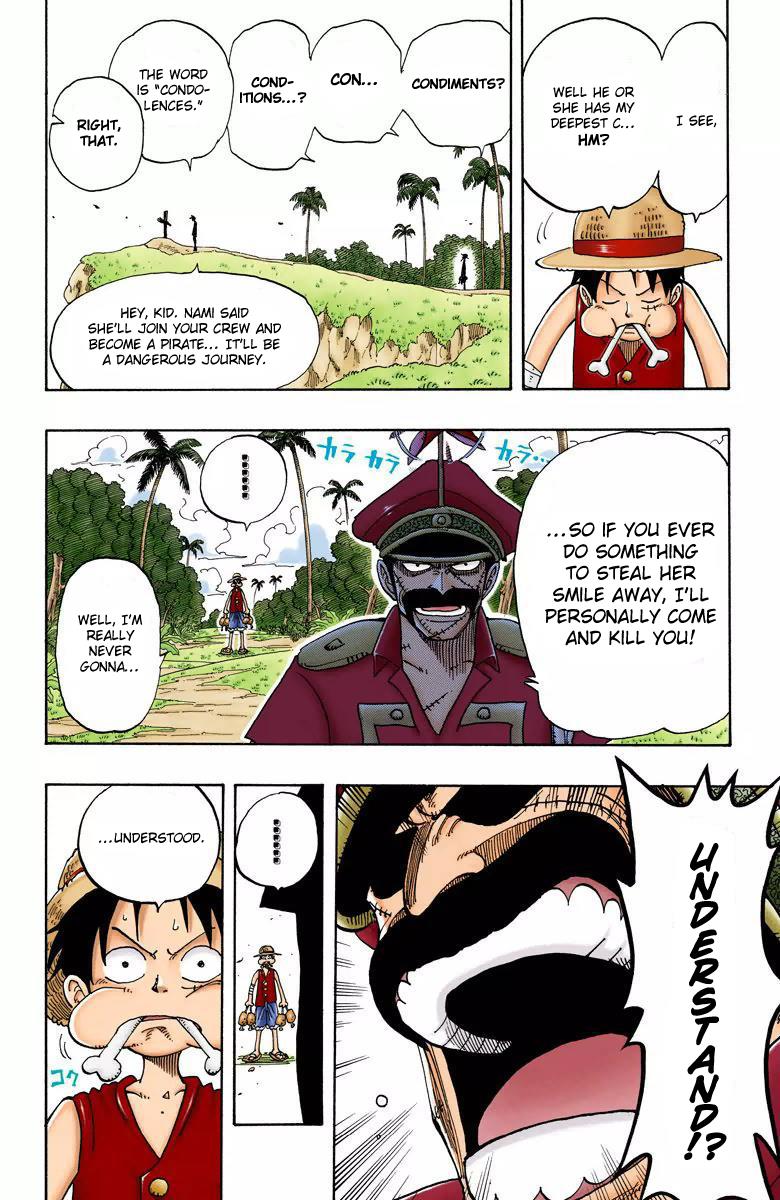 I SEE,
WELL HE OR
SHE HAS MY
DEEPEST C...
HM?
CONDIMENTS?
CON...
COND-
ITIONS...?
THE WORD
IS "CONDO-
LENCES."
RIGHT,
THAT.
HEY, KID. NAMI SAID
SHE'LL JOIN YOUR CREW AND
BECOME A PIRATE... IT'LL BE
A DANGEROUS JOURNEY.
カラ カラ
カラ...
...SO IF YOU EVER
DO SOMETHING
TO STEAL HER
SMILE AWAY, I'LL
PERSONALLY COME
AND KILL YOU!
......
WELL, I'M
REALLY
NEVER
GONNA...
UNDERSTAND!?
......
...UNDERSTOOD.
コク